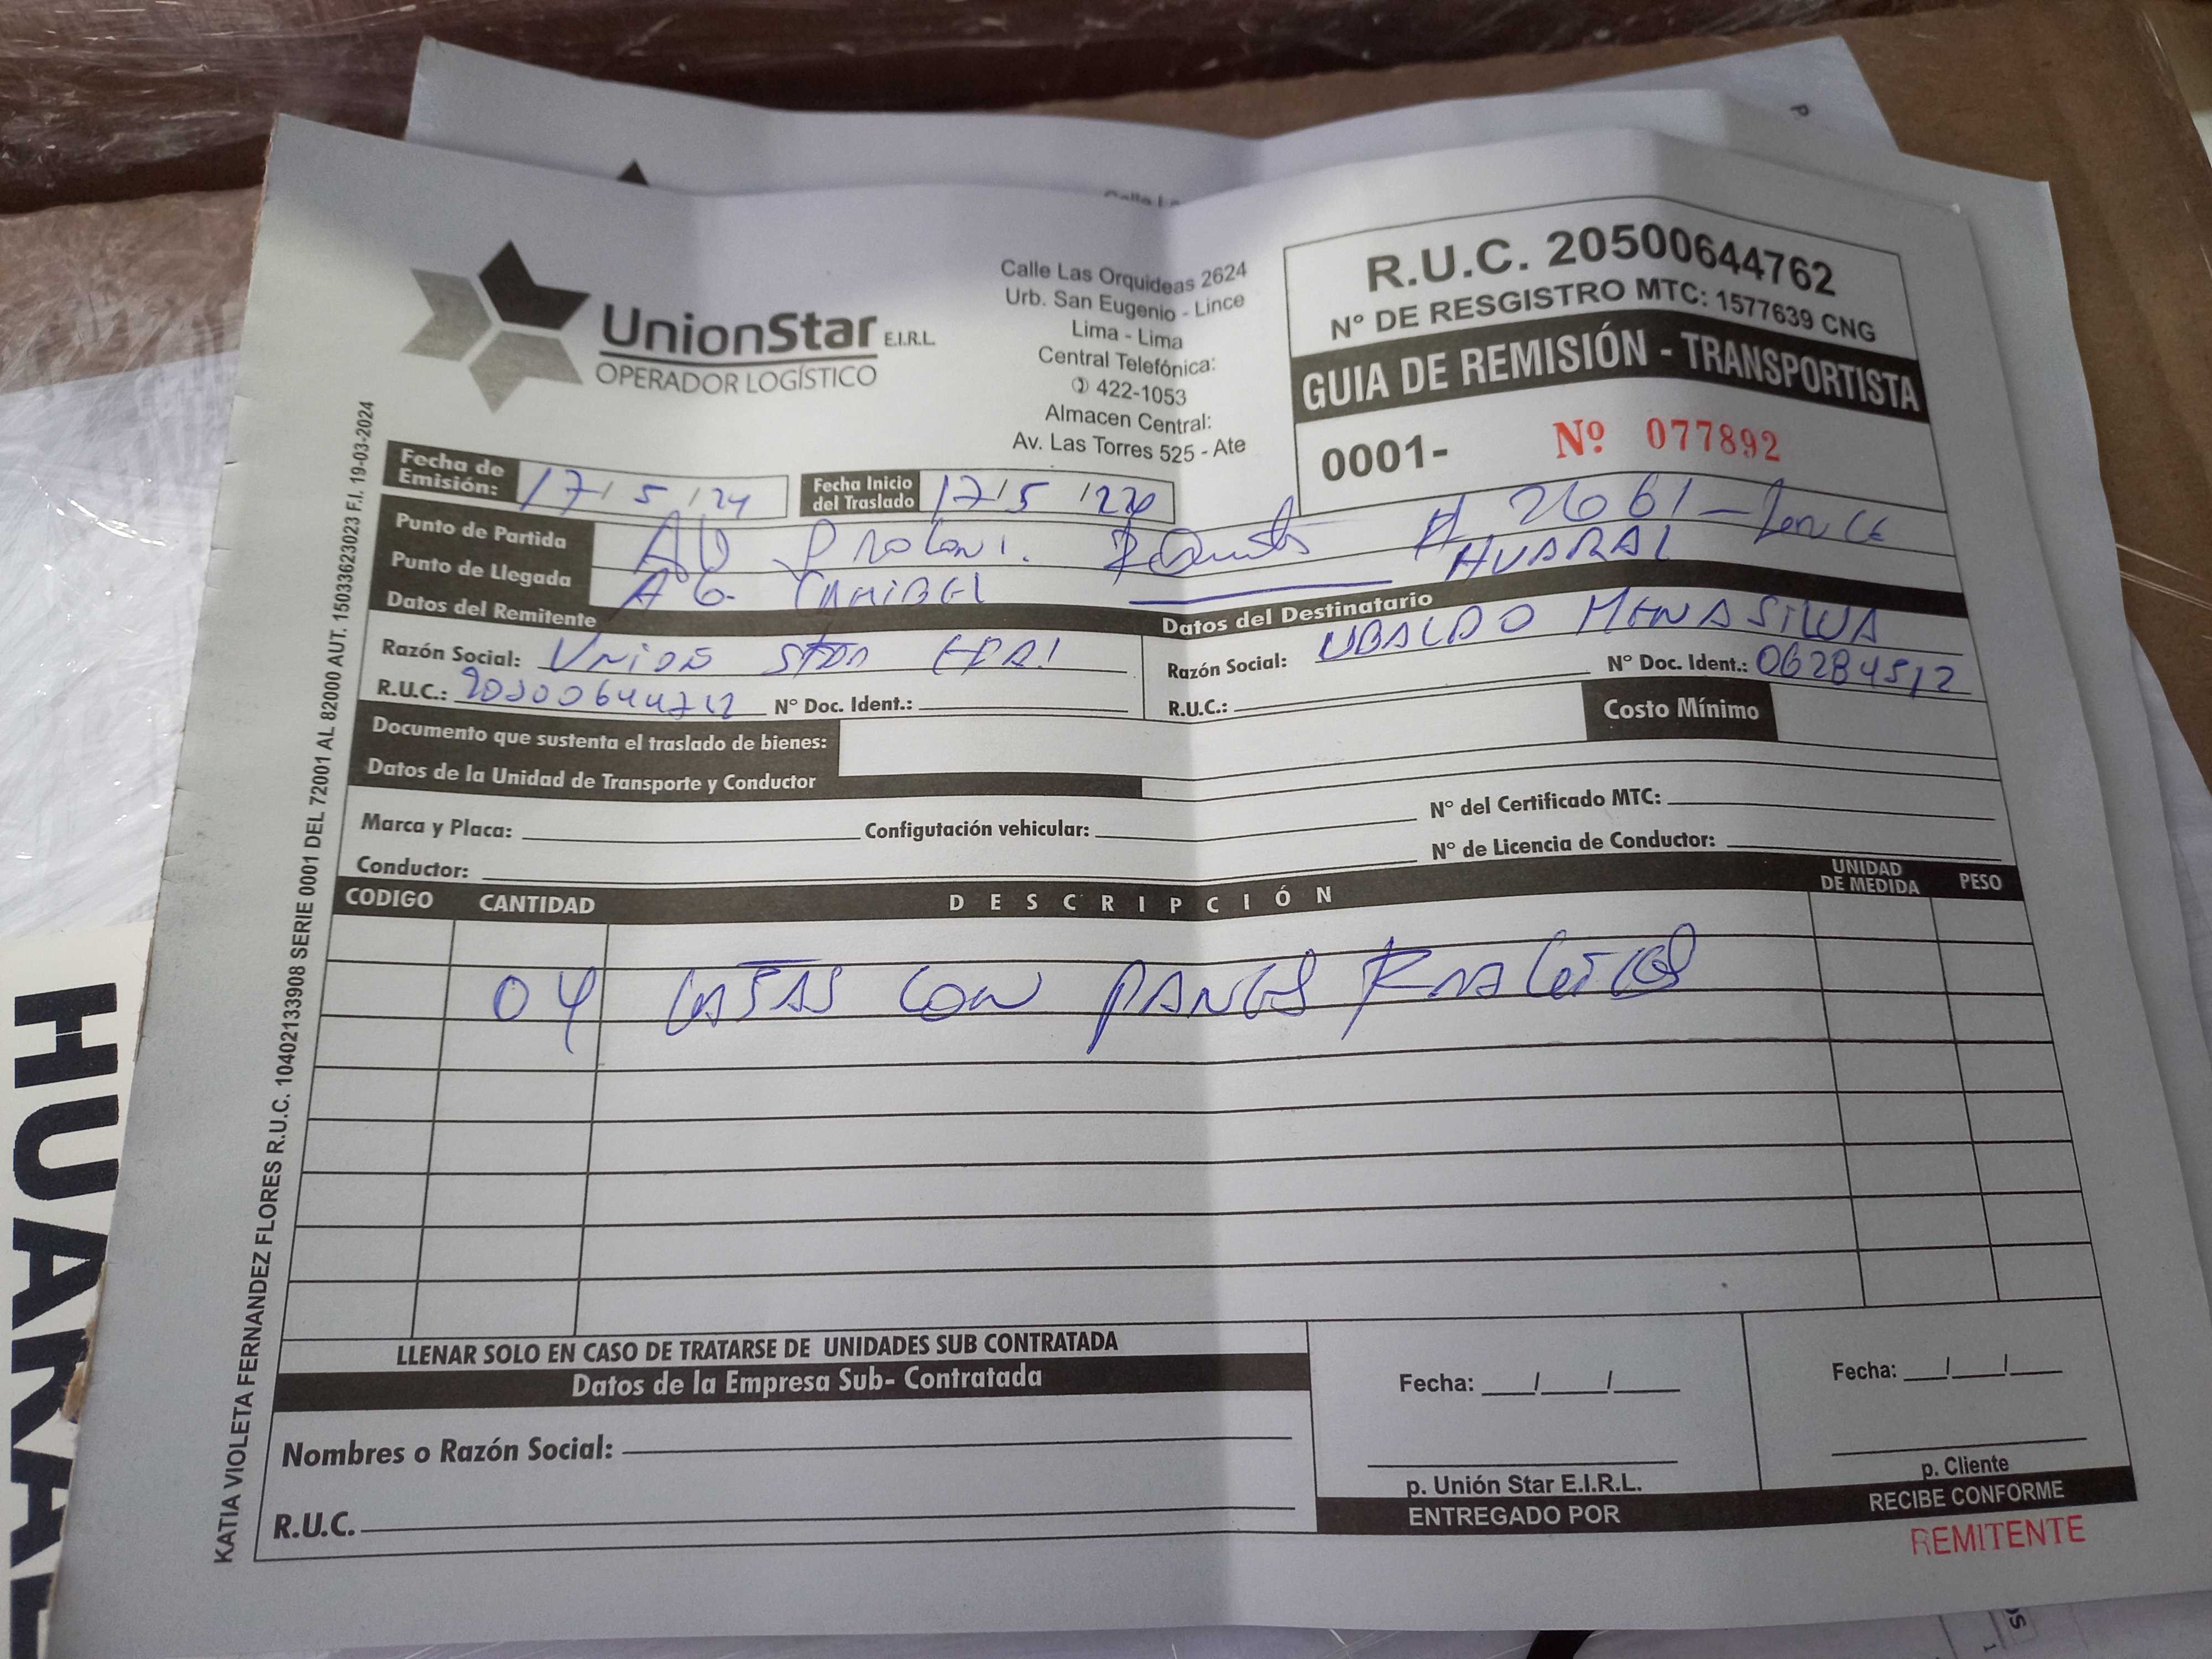 UnionStar E.I.R.L.
OPERADOR LOGÍSTICO
Calle Las Orquideas 2624
Urb. San Eugenio - Lince
Lima - Lima
Central Telefónica:
422-1053
Almacen Central:
Av. Las Torres 525 - Ate
R.U.C. 20500644762
N° DE RESGISTRO MTC: 1577639 CNG
GUIA DE REMISIÓN - TRANSPORTISTA
0001- Nº 077892
Fecha de Emisión: 17/5/24
Fecha Inicio del Traslado 17/5/
Punto de Partida 2661 - Lince
Punto de Llegada AG HUARAL
Datos del Remitente
Razón Social: Union Star
R.U.C.: N° Doc. Ident.:
Datos del Destinatario
Razón Social: UBALDO MENA SILVA
N° Doc. Ident.: 06284512
R.U.C.:
Costo Mínimo
Documento que sustenta el traslado de bienes:
Datos de la Unidad de Transporte y Conductor
Marca y Placa: Configutación vehicular: N° del Certificado MTC:
Conductor: N° de Licencia de Conductor:
CODIGO CANTIDAD DESCRIPCIÓN UNIDAD DE MEDIDA PESO
04 CON PANES
LLENAR SOLO EN CASO DE TRATARSE DE UNIDADES SUB CONTRATADA
Datos de la Empresa Sub- Contratada
Nombres o Razón Social:
R.U.C.
Fecha: / /
p. Unión Star E.I.R.L.
ENTREGADO POR
Fecha: / /
p. Cliente
RECIBE CONFORME
REMITENTE
KATIA VIOLETA FERNANDEZ FLORES R.U.C. 10402133908 SERIE 0001 DEL 72001 AL 82000 AUT. 15033623023 F.I. 19-03-2024
HUARAL